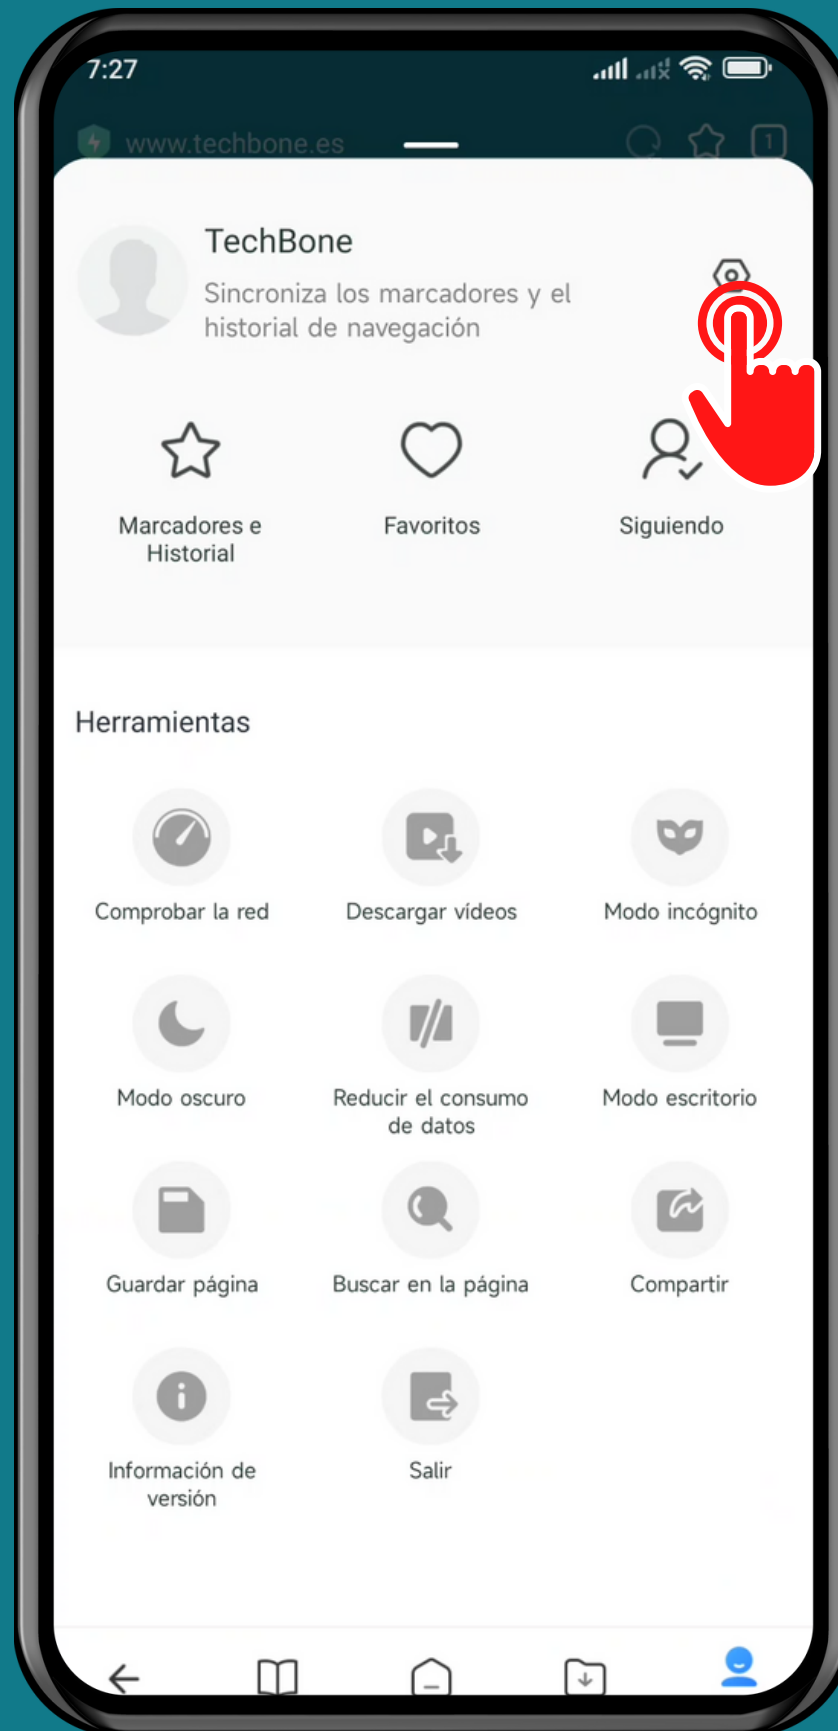 7:27
www.techbone.es
1
TechBone
Sincroniza los marcadores y el
historial de navegación
Marcadores e
Historial
Favoritos
Siguiendo
Herramientas
Comprobar la red
Descargar vídeos
Modo incógnito
Modo oscuro
Reducir el consumo
de datos
Modo escritorio
Guardar página
Buscar en la página
Compartir
Información de
versión
Salir